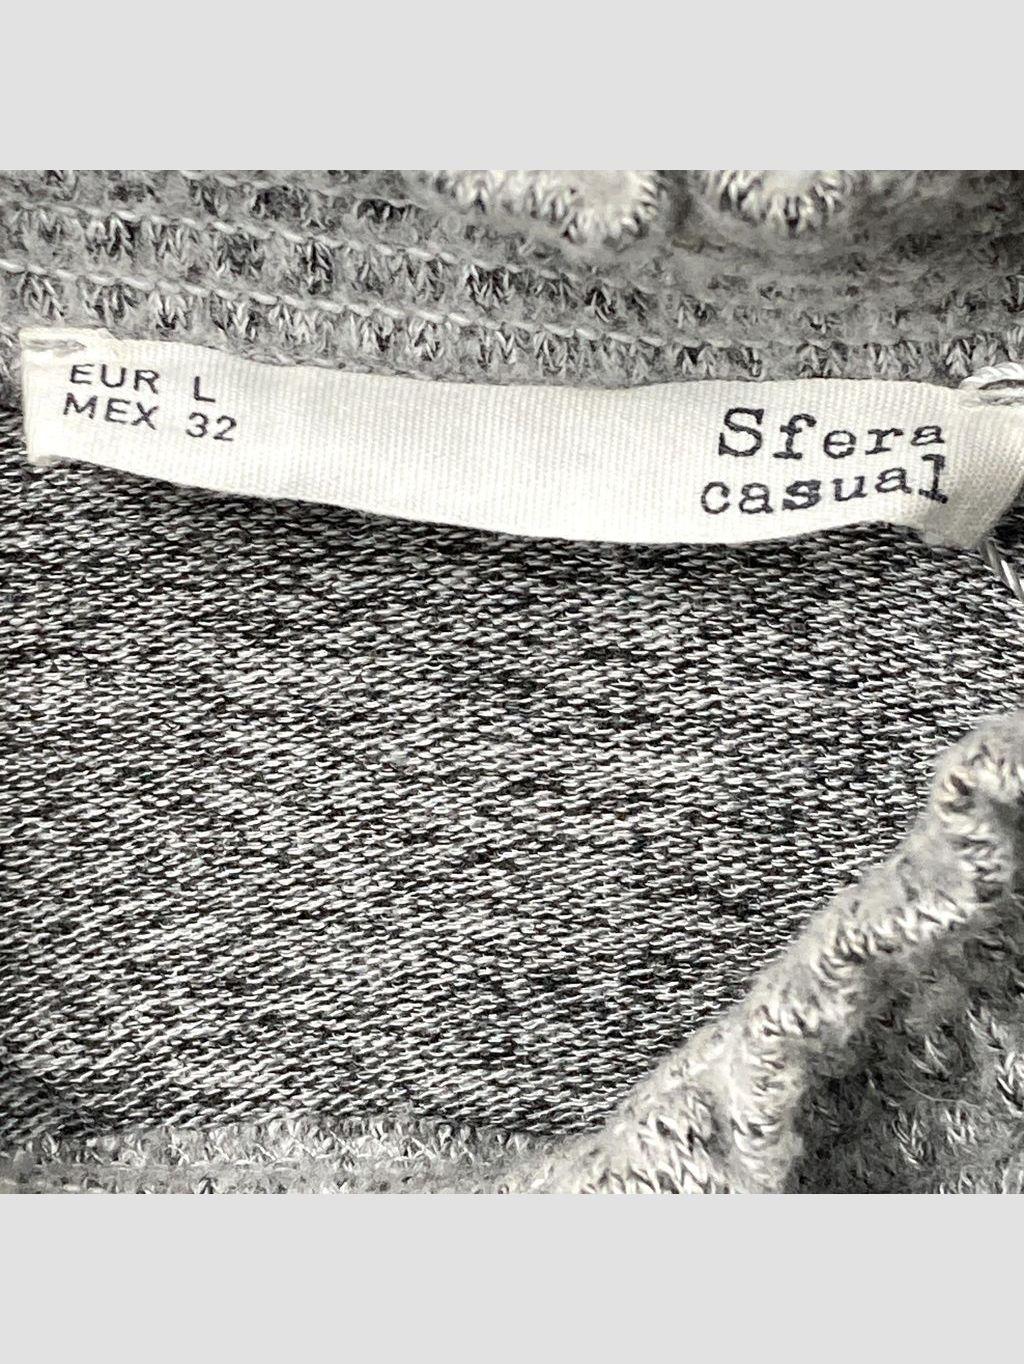 EUR L
MEX 32
Sfera
casual